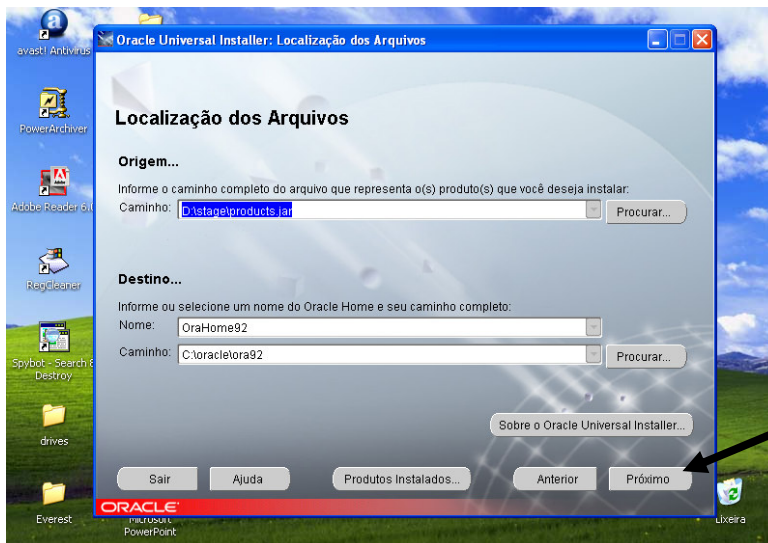 avast! Antivirus
Oracle Universal Installer: Localização dos Arquivos
PowerArchiver
Localização dos Arquivos
Origem...
Informe o caminho completo do arquivo que representa o(s) produto(s) que você deseja instalar:
Caminho: D:\stage\products.jar Procurar...
Adobe Reader 6.0
RegCleaner
Destino...
Informe ou selecione um nome do Oracle Home e seu caminho completo:
Nome: OraHome92
Caminho: C:\oracle\ora92 Procurar...
Spybot - Search &
Destroy
Sobre o Oracle Universal Installer...
drives
Sair Ajuda Produtos Instalados... Anterior Próximo
ORACLE
Everest
Microsoft
PowerPoint
Lixeira